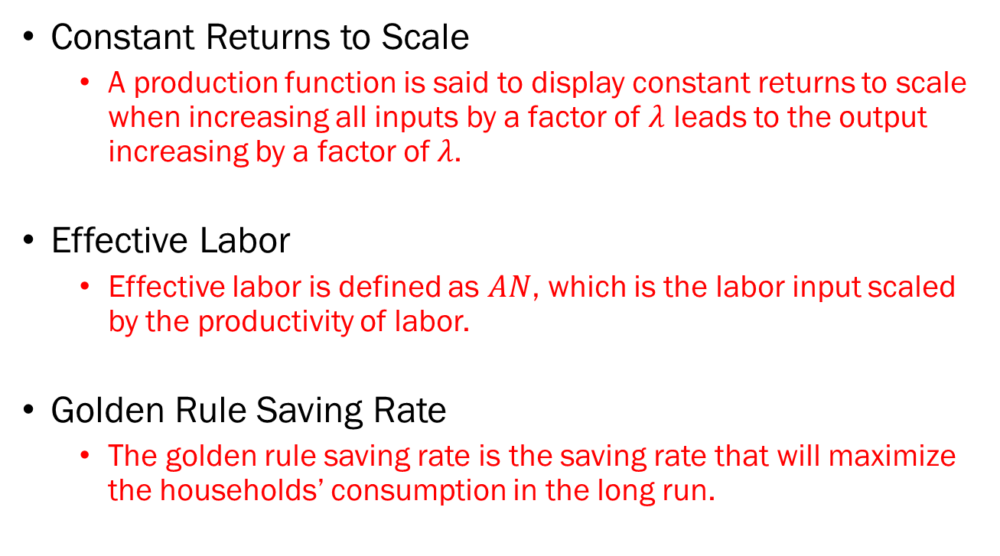 • Constant Returns to Scale
• A production function is said to display constant returns to scale
when increasing all inputs by a factor of λ leads to the output
increasing by a factor of λ.
• Effective Labor
• Effective labor is defined as AN, which is the labor input scaled
by the productivity of labor.
• Golden Rule Saving Rate
• The golden rule saving rate is the saving rate that will maximize
the households’ consumption in the long run.